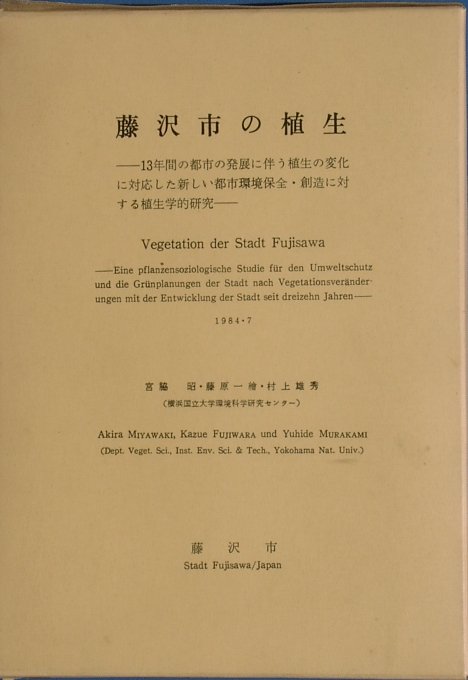 藤沢市の植生
——13年間の都市の発展に伴う植生の変化
に対応した新しい都市環境保全・創造に対
する植生学的研究——
Vegetation der Stadt Fujisawa
——Eine pflanzensoziologische Studie für den Umweltschutz
und die Grünplanungen der Stadt nach Vegetationsveränder-
ungen mit der Entwicklung der Stadt seit dreizehn Jahren——
1984・7
宮脇 昭・藤原一繪・村上雄秀
(横浜国立大学環境科学研究センター)
Akira MIYAWAKI, Kazue FUJIWARA und Yuhide MURAKAMI
(Dept. Veget. Sci., Inst. Env. Sci. & Tech., Yokohama Nat. Univ.)
藤沢市
Stadt Fujisawa/Japan